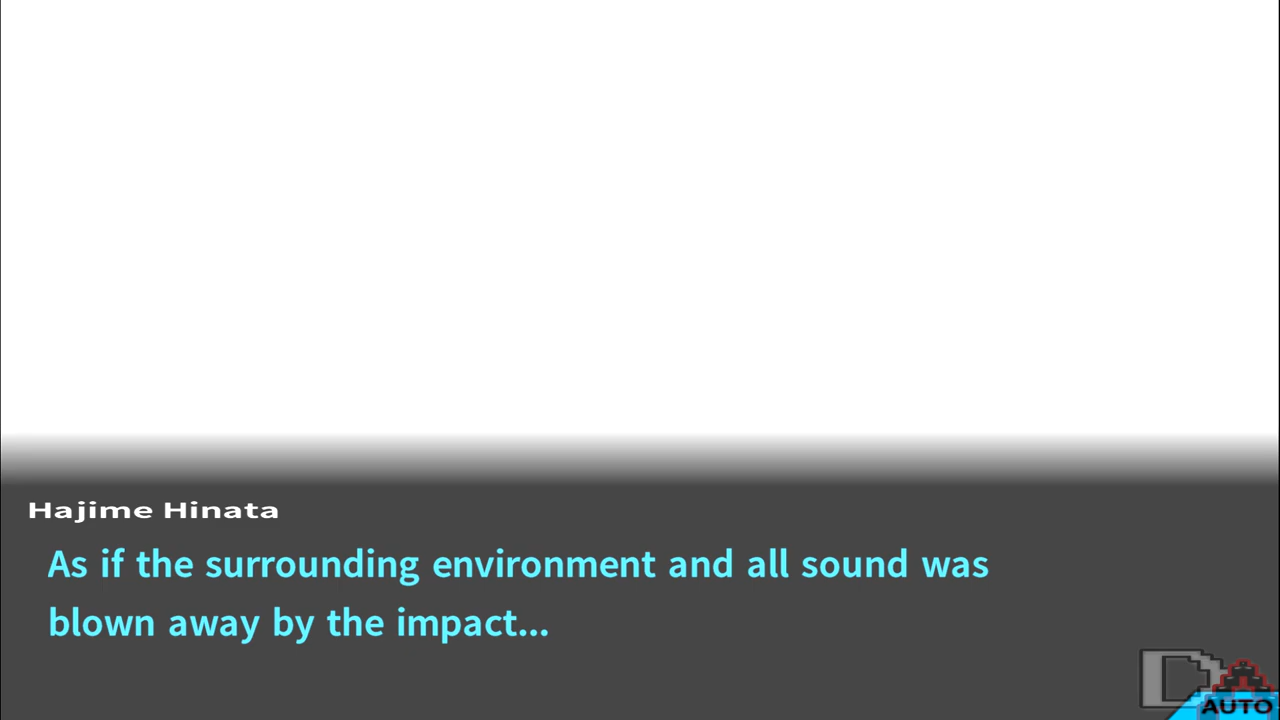 Hajime Hinata
As if the surrounding environment and all sound was
blown away by the impact...
AUTO